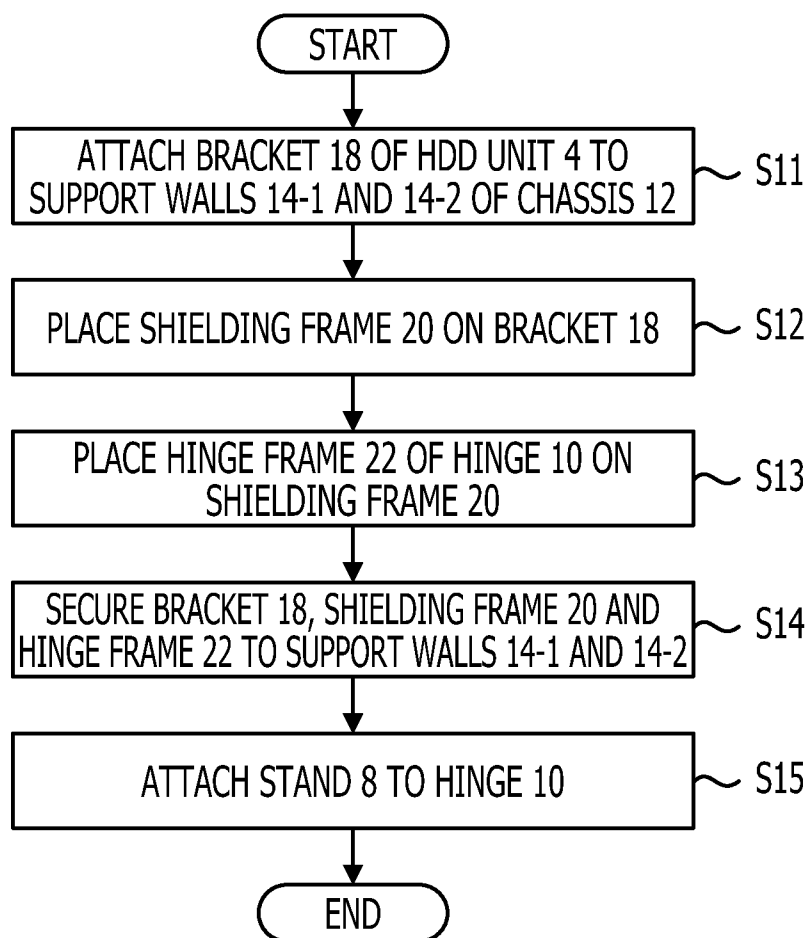 START
ATTACH BRACKET 18 OF HDD UNIT 4 TO
SUPPORT WALLS 14-1 AND 14-2 OF CHASSIS 12
S11
PLACE SHIELDING FRAME 20 ON BRACKET 18
S12
PLACE HINGE FRAME 22 OF HINGE 10 ON
SHIELDING FRAME 20
S13
SECURE BRACKET 18, SHIELDING FRAME 20 AND
HINGE FRAME 22 TO SUPPORT WALLS 14-1 AND 14-2
S14
ATTACH STAND 8 TO HINGE 10
S15
END